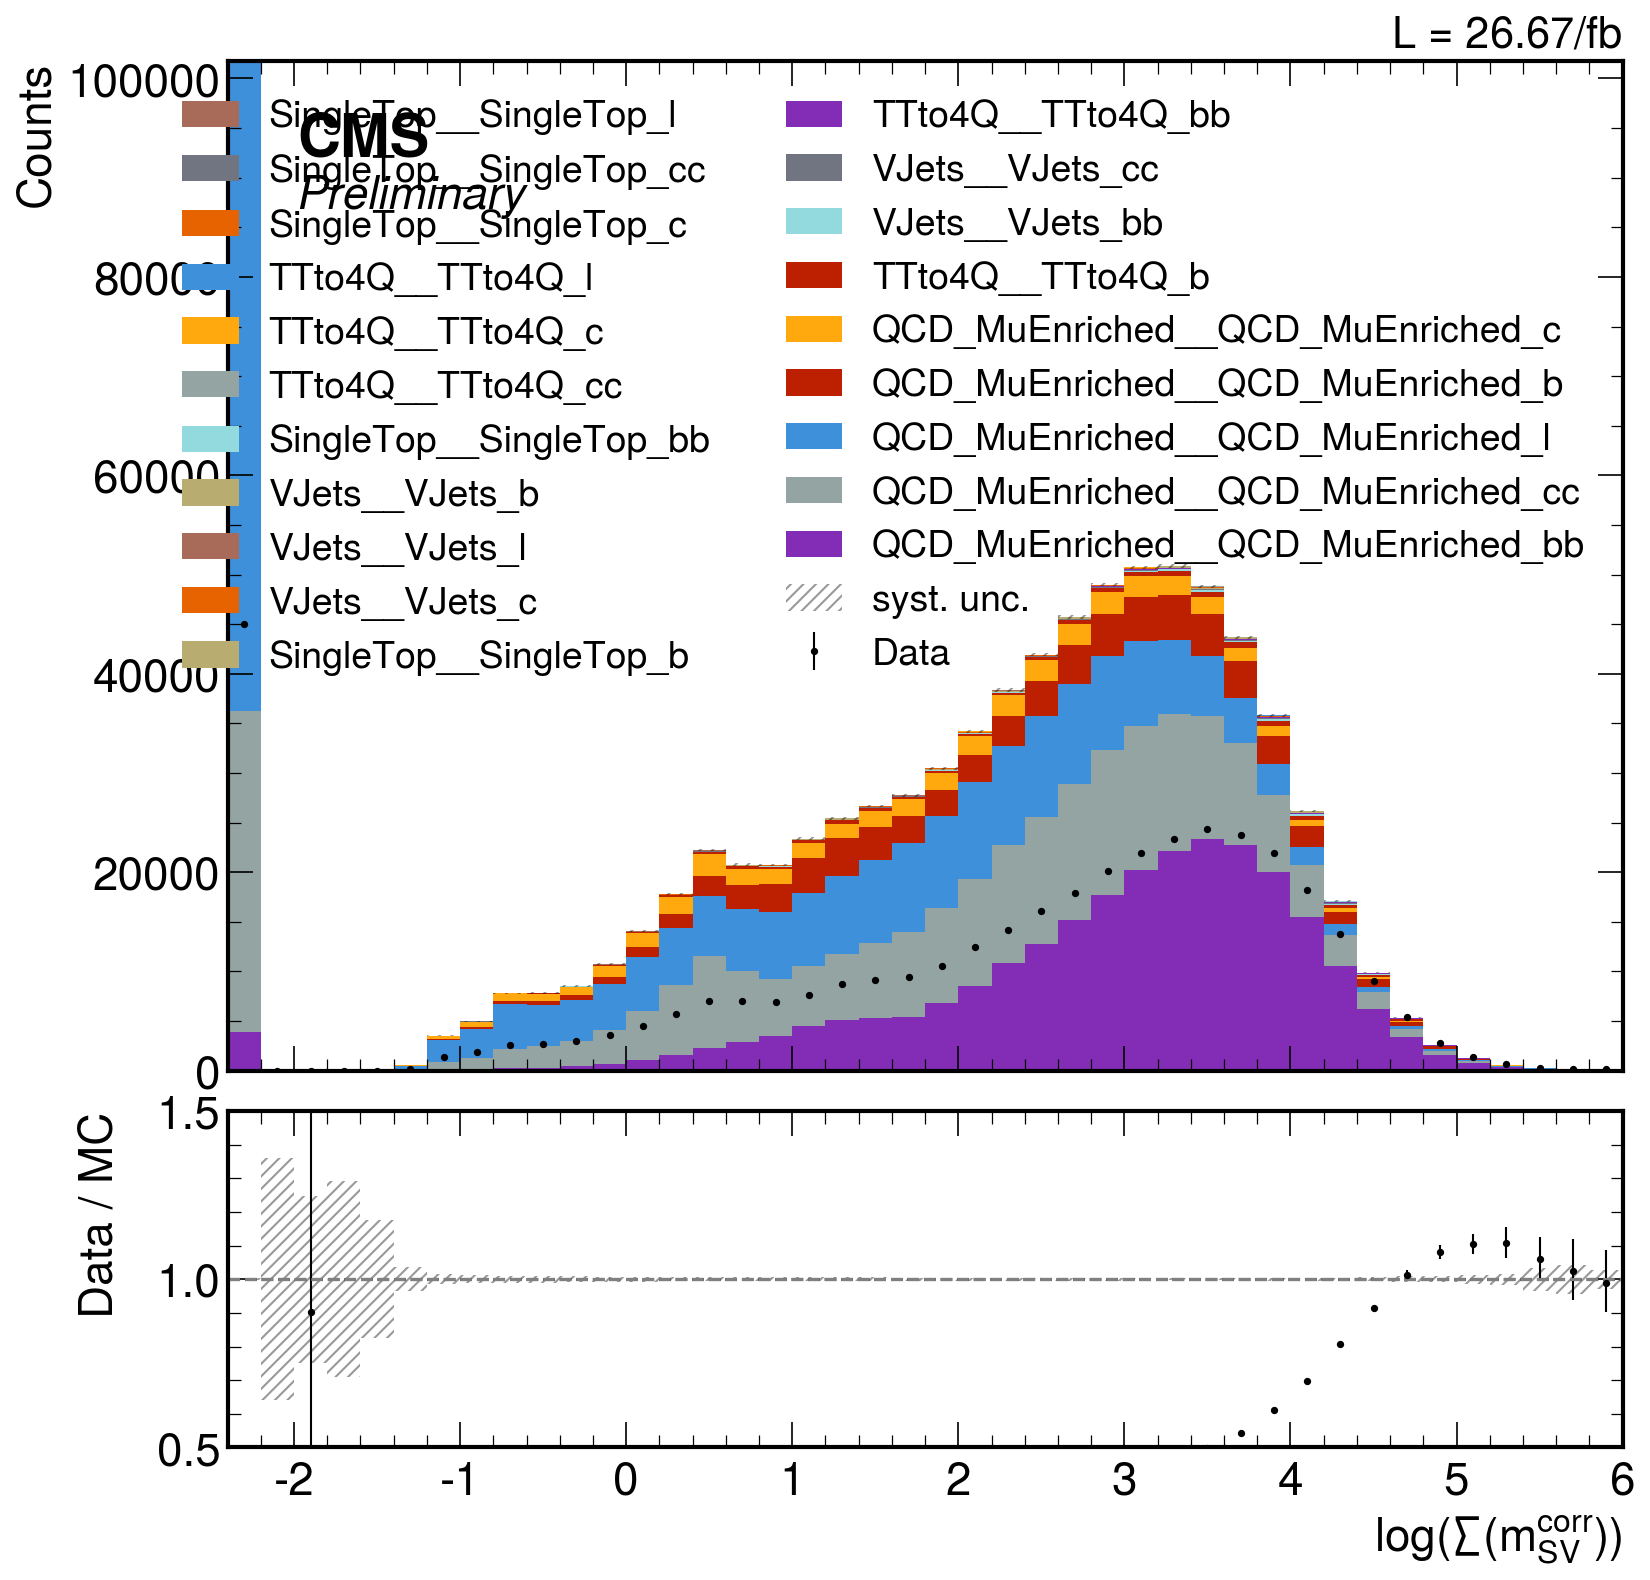 L = 26.67/fb
Counts
100000
80000
60000
40000
20000
0
CMS
Preliminary
SingleTop__SingleTop_l
SingleTop__SingleTop_cc
SingleTop__SingleTop_c
TTto4Q__TTto4Q_l
TTto4Q__TTto4Q_c
TTto4Q__TTto4Q_cc
SingleTop__SingleTop_bb
VJets__VJets_b
VJets__VJets_l
VJets__VJets_c
SingleTop__SingleTop_b
TTto4Q__TTto4Q_bb
VJets__VJets_cc
VJets__VJets_bb
TTto4Q__TTto4Q_b
QCD_MuEnriched__QCD_MuEnriched_c
QCD_MuEnriched__QCD_MuEnriched_b
QCD_MuEnriched__QCD_MuEnriched_l
QCD_MuEnriched__QCD_MuEnriched_cc
QCD_MuEnriched__QCD_MuEnriched_bb
syst. unc.
Data
Data / MC
1.5
1.0
0.5
-2 -1 0 1 2 3 4 5 6
log(∑(m_SV^corr))